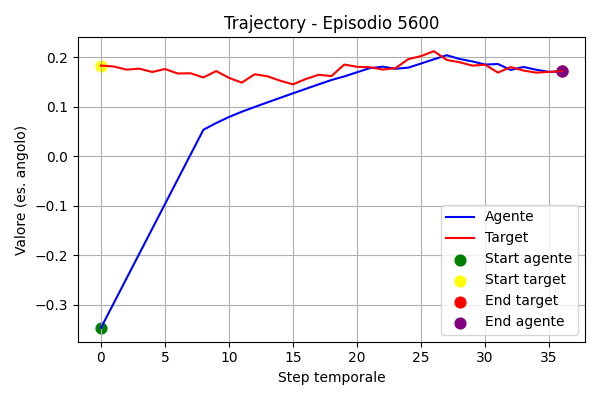 Trajectory - Episodio 5600
Valore (es. angolo)
0.2
0.1
0.0
−0.1
−0.2
−0.3
0 5 10 15 20 25 30 35
Step temporale
Agente
Target
Start agente
Start target
End target
End agente